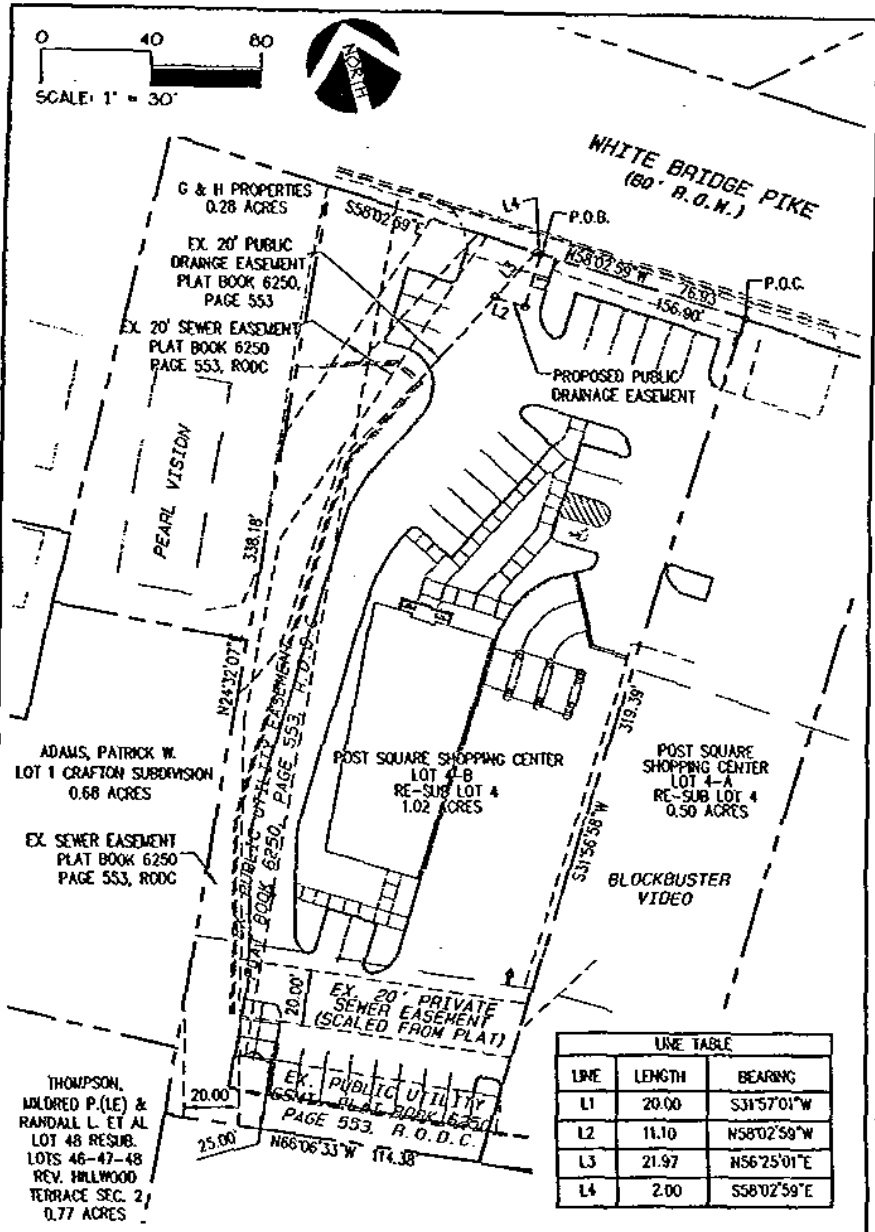 0 40 80
SCALE: 1" = 30'
NORTH
WHITE BRIDGE PIKE
(80' R.O.W.)
G & H PROPERTIES
0.28 ACRES
S58°02'59"E
L4
P.O.B.
N58°02'59"W
76.93
156.90'
P.O.C.
EX. 20' PUBLIC
DRAINGE EASEMENT
PLAT BOOK 6250,
PAGE 553
L3
L1
L2
EX. 20' SEWER EASEMENT
PLAT BOOK 6250
PAGE 553, RODC
PROPOSED PUBLIC
DRAINAGE EASEMENT
PEARL VISION
338.18'
N24°32'07"E
EX. PUBLIC UTILITY EASEMENT
PLAT BOOK 6250, PAGE 553, R.O.D.C.
ADAMS, PATRICK W.
LOT 1 CRAFTON SUBDIVISION
0.68 ACRES
POST SQUARE SHOPPING CENTER
LOT 4-B
RE-SUB LOT 4
1.02 ACRES
319.39'
S31°56'58"W
POST SQUARE
SHOPPING CENTER
LOT 4-A
RE-SUB LOT 4
0.50 ACRES
EX. SEWER EASEMENT
PLAT BOOK 6250
PAGE 553, RODC
BLOCKBUSTER
VIDEO
20.00'
EX. 20' PRIVATE
SEWER EASEMENT
(SCALED FROM PLAT)
THOMPSON,
MILDRED P.(LE) &
RANDALL L. ET AL
LOT 48 RESUB.
LOTS 46-47-48
REV. HILLWOOD
TERRACE SEC. 2
0.77 ACRES
20.00
25.00'
EX. PUBLIC UTILITY
ESMT. PLAT BOOK 6250
PAGE 553, R.O.D.C.
N66°06'33"W 114.38
LINE TABLE
LINE LENGTH BEARING
L1 20.00 S31°57'01"W
L2 11.10 N58°02'59"W
L3 21.97 N56°25'01"E
L4 2.00 S58°02'59"E